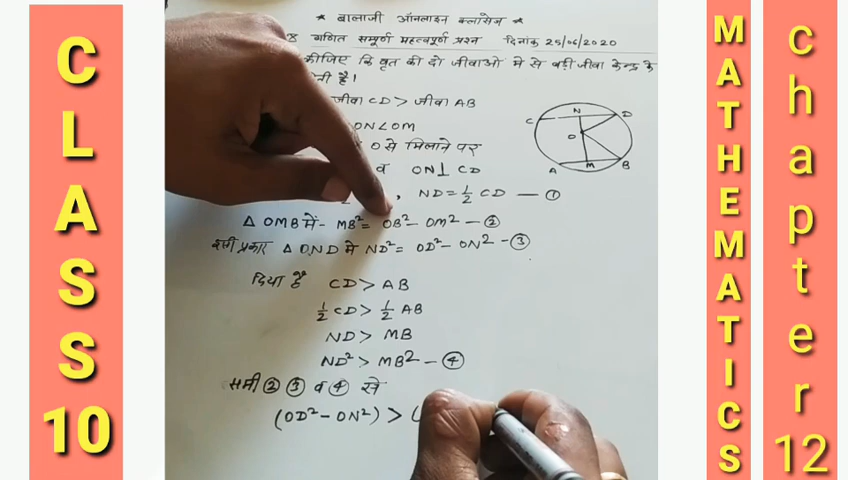 CLASS 10
* बालाजी ऑनलाइन क्लासेज *
गणित सम्पूर्ण महत्वपूर्ण प्रश्न दिनांक 25/06/2020
कीजिए कि वृत की दो जीवाओ मे से बड़ी जीवा केन्द्र के
है।
जीवा CD > जीवा AB
ON<OM
O से मिलाने पर
व ON⊥ CD
, ND = 1/2 CD — ①
Δ OMB में - MB² = OB² - OM² — ②
इसी प्रकार Δ OND मे ND² = OD² - ON² - ③
दिया है CD > AB
1/2 CD > 1/2 AB
ND > MB
ND² > MB² - ④
समी ② ③ व ④ से
(OD² - ON²) > (
C N D
O
A M B
MATHEMATICS
chapter 12